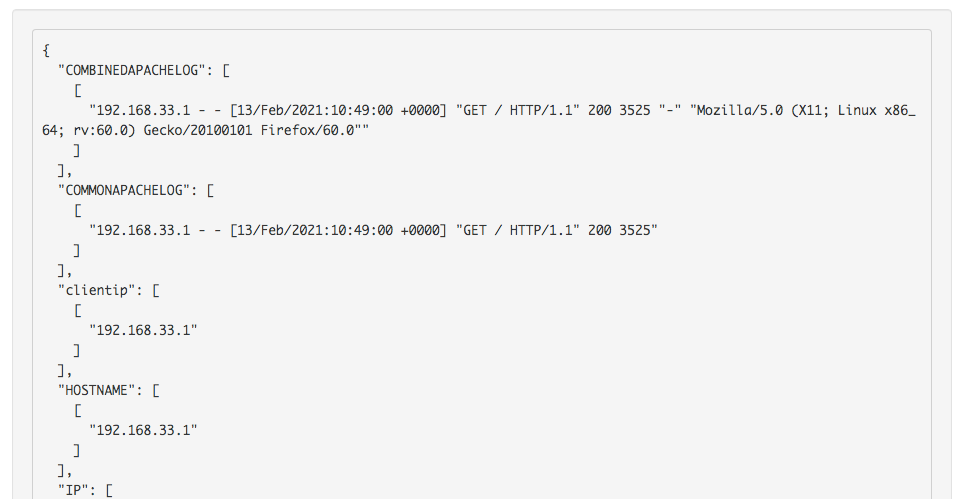 {
"COMBINEDAPACHELOG": [
[
"192.168.33.1 - - [13/Feb/2021:10:49:00 +0000] "GET / HTTP/1.1" 200 3525 "-" "Mozilla/5.0 (X11; Linux x86_
64; rv:60.0) Gecko/20100101 Firefox/60.0""
]
],
"COMMONAPACHELOG": [
[
"192.168.33.1 - - [13/Feb/2021:10:49:00 +0000] "GET / HTTP/1.1" 200 3525"
]
],
"clientip": [
[
"192.168.33.1"
]
],
"HOSTNAME": [
[
"192.168.33.1"
]
],
"IP": [